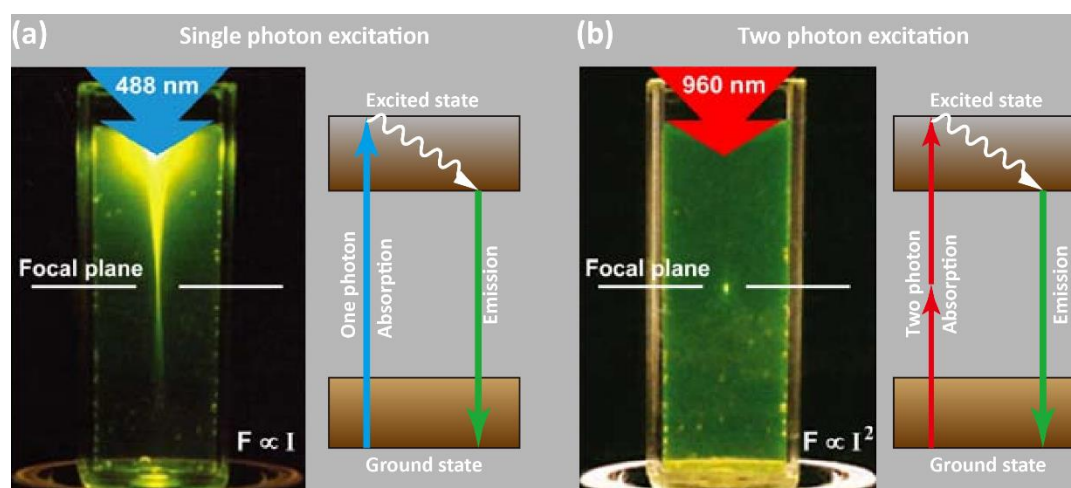 (a) Single photon excitation
488 nm
Focal plane
F ∝ I
Excited state
One photon
Absorption
Emission
Ground state
(b) Two photon excitation
960 nm
Focal plane
F ∝ I²
Excited state
Two photon
Absorption
Emission
Ground state